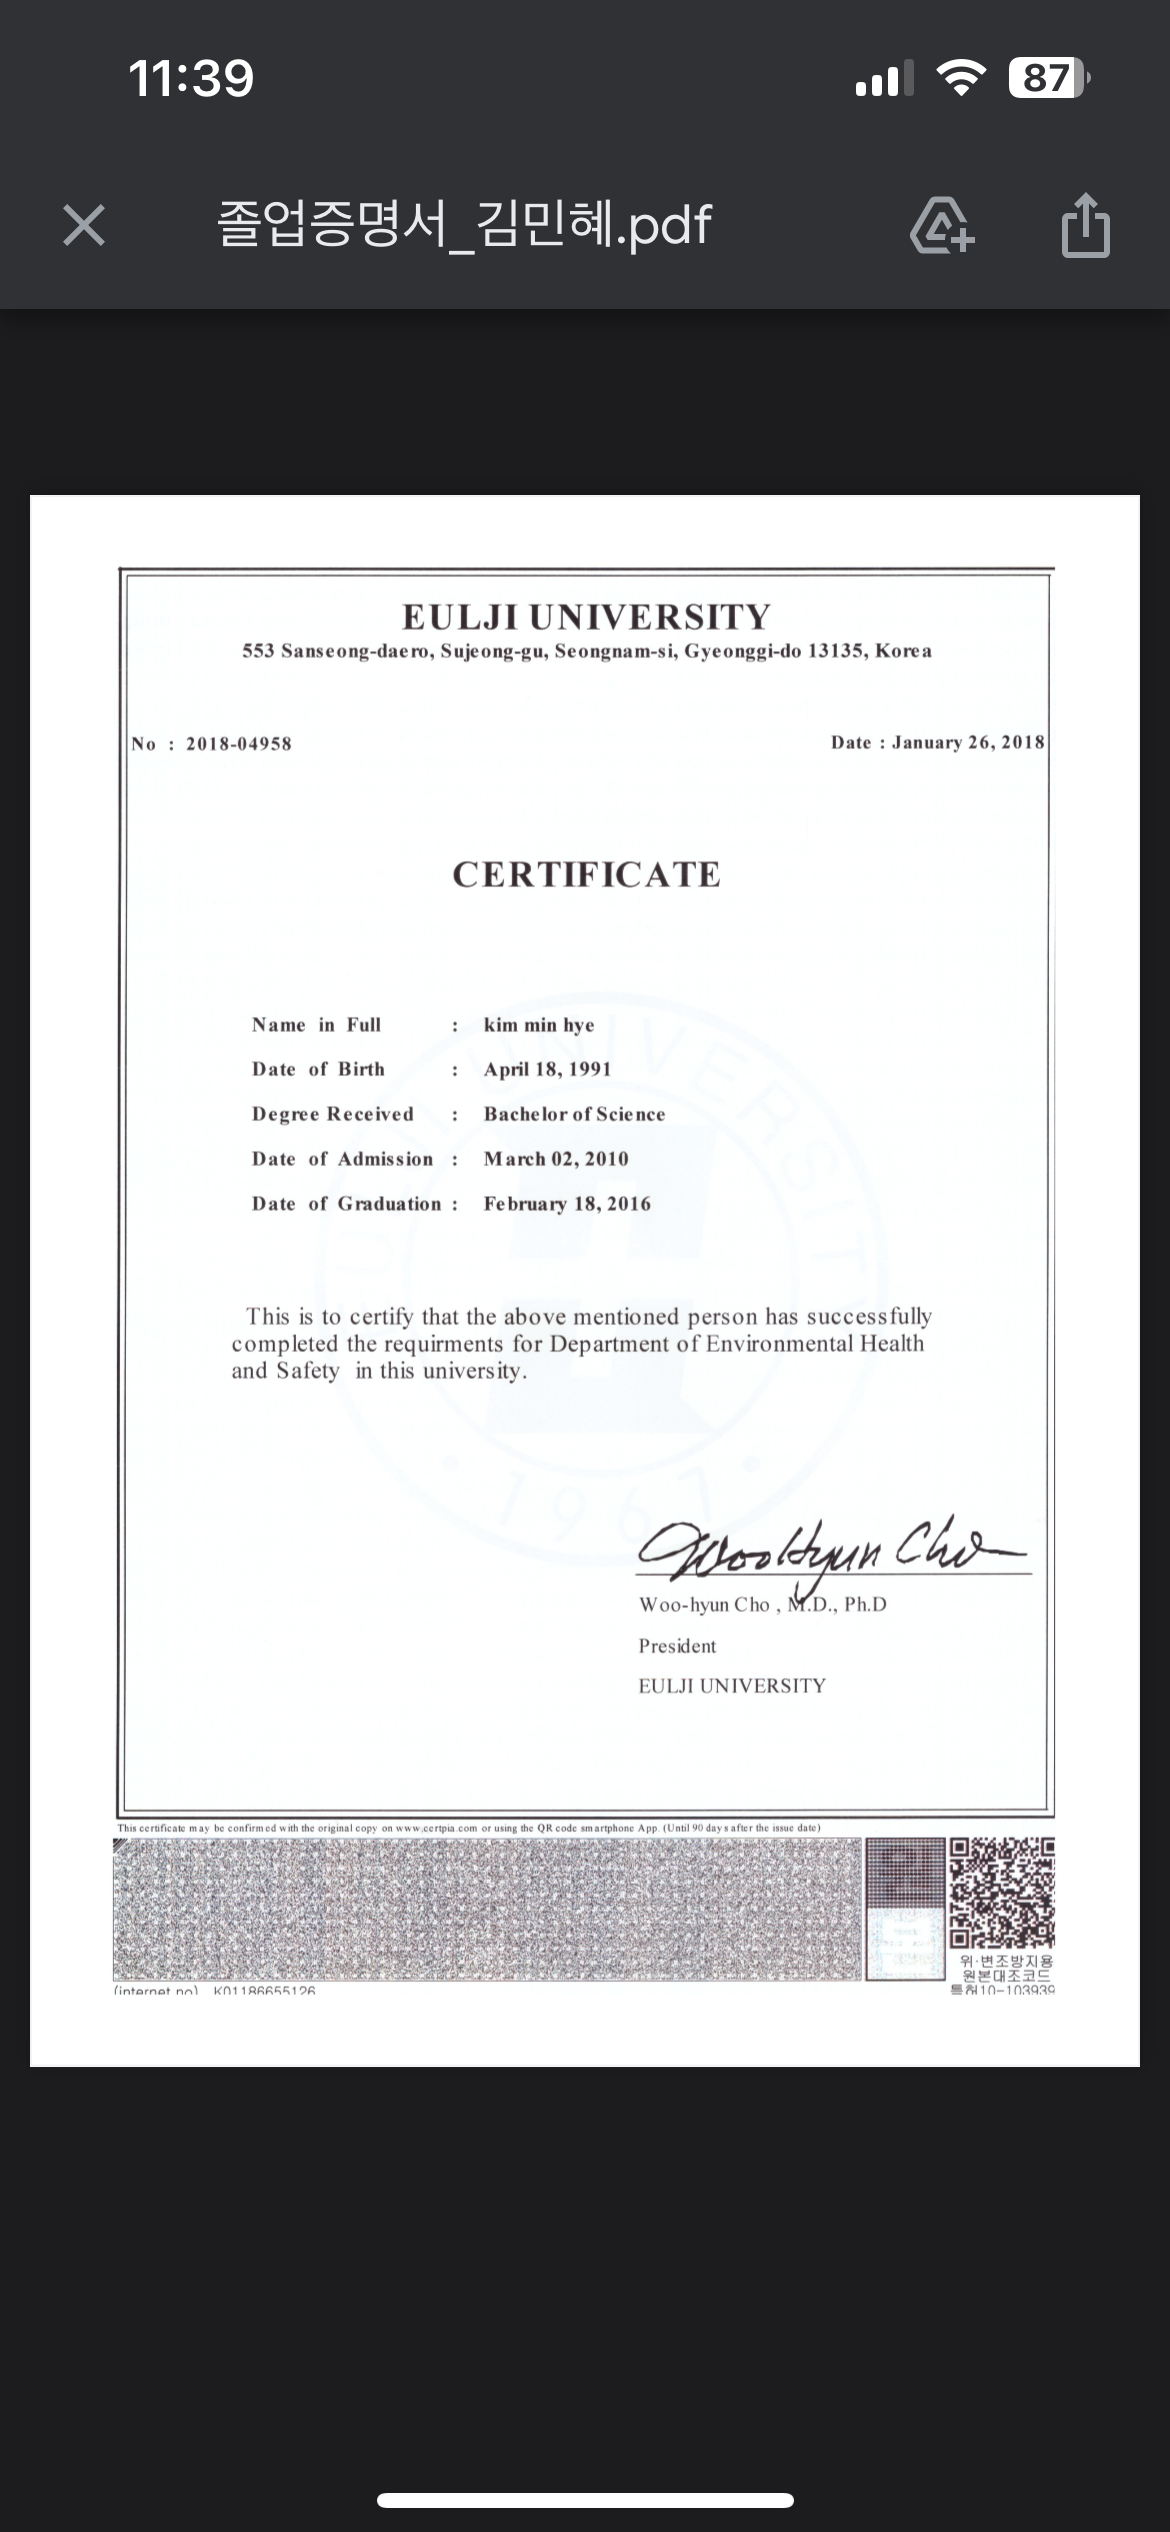 11:39
87
졸업증명서_김민혜.pdf
EULJI UNIVERSITY
553 Sanseong-daero, Sujeong-gu, Seongnam-si, Gyeonggi-do 13135, Korea
No : 2018-04958
Date : January 26, 2018
CERTIFICATE
Name in Full : kim min hye
Date of Birth : April 18, 1991
Degree Received : Bachelor of Science
Date of Admission : March 02, 2010
Date of Graduation : February 18, 2016
This is to certify that the above mentioned person has successfully
completed the requirments for Department of Environmental Health
and Safety in this university.
EULJI UNIVERSITY
1967
WooHyun Cho
Woo-hyun Cho , M.D., Ph.D
President
EULJI UNIVERSITY
This certificate may be confirmed with the original copy on www.certpia.com or using the QR code smartphone App. (Until 90 days after the issue date)
위·변조방지용
원본대조코드
특허10-103939
(internet no) K01186655126